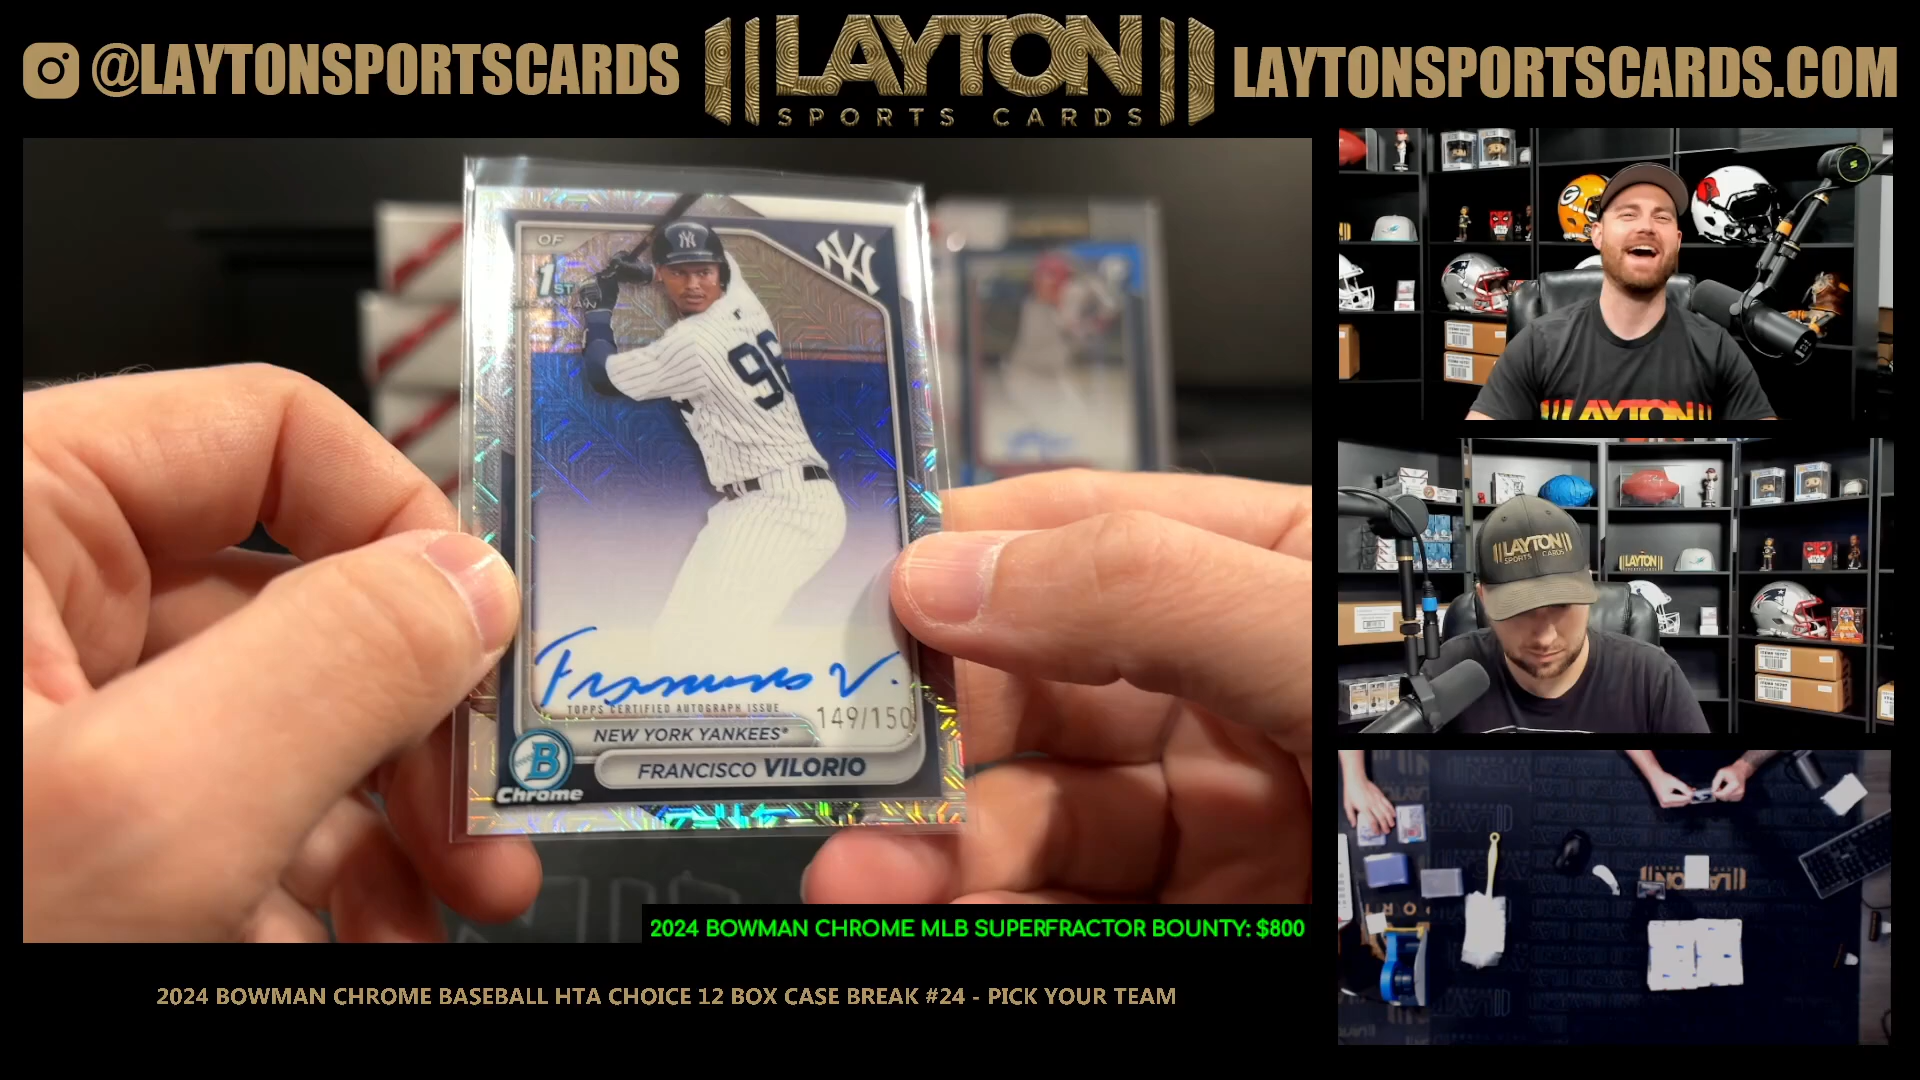 @LAYTONSPORTSCARDS
LAYTON
SPORTS CARDS
LAYTONSPORTSCARDS.COM
OF
1ST
NY
98
Francisco V.
TOPPS CERTIFIED AUTOGRAPH ISSUE
149/150
NEW YORK YANKEES®
FRANCISCO VILORIO
B
Chrome
2024 BOWMAN CHROME MLB SUPERFRACTOR BOUNTY: $800
2024 BOWMAN CHROME BASEBALL HTA CHOICE 12 BOX CASE BREAK #24 - PICK YOUR TEAM
LAYTON
LAYTON
SPORTS CARDS
LAYTON